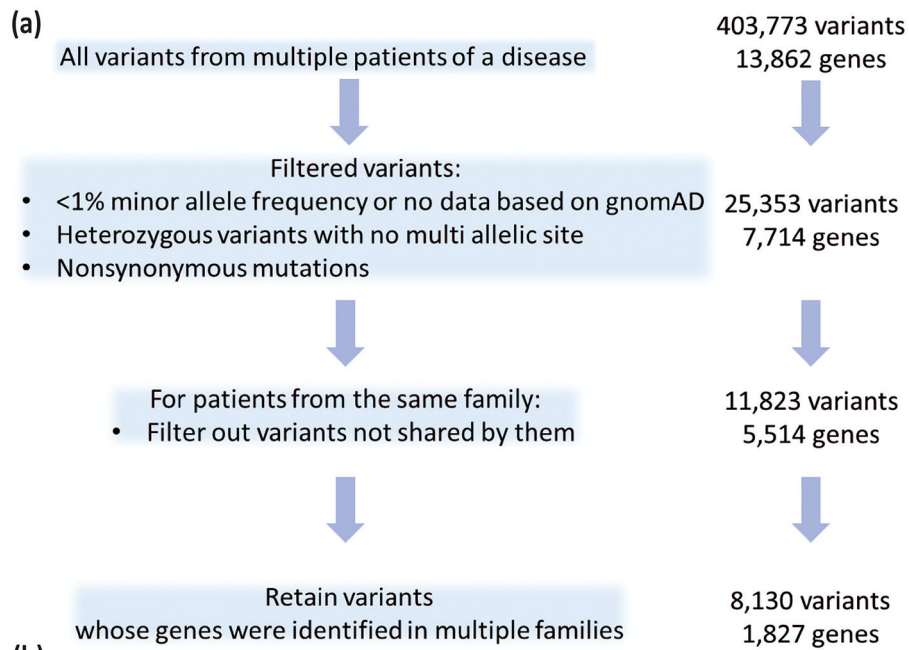 (a)
All variants from multiple patients of a disease
403,773 variants
13,862 genes
Filtered variants:
• <1% minor allele frequency or no data based on gnomAD
• Heterozygous variants with no multi allelic site
• Nonsynonymous mutations
25,353 variants
7,714 genes
For patients from the same family:
• Filter out variants not shared by them
11,823 variants
5,514 genes
Retain variants
whose genes were identified in multiple families
8,130 variants
1,827 genes